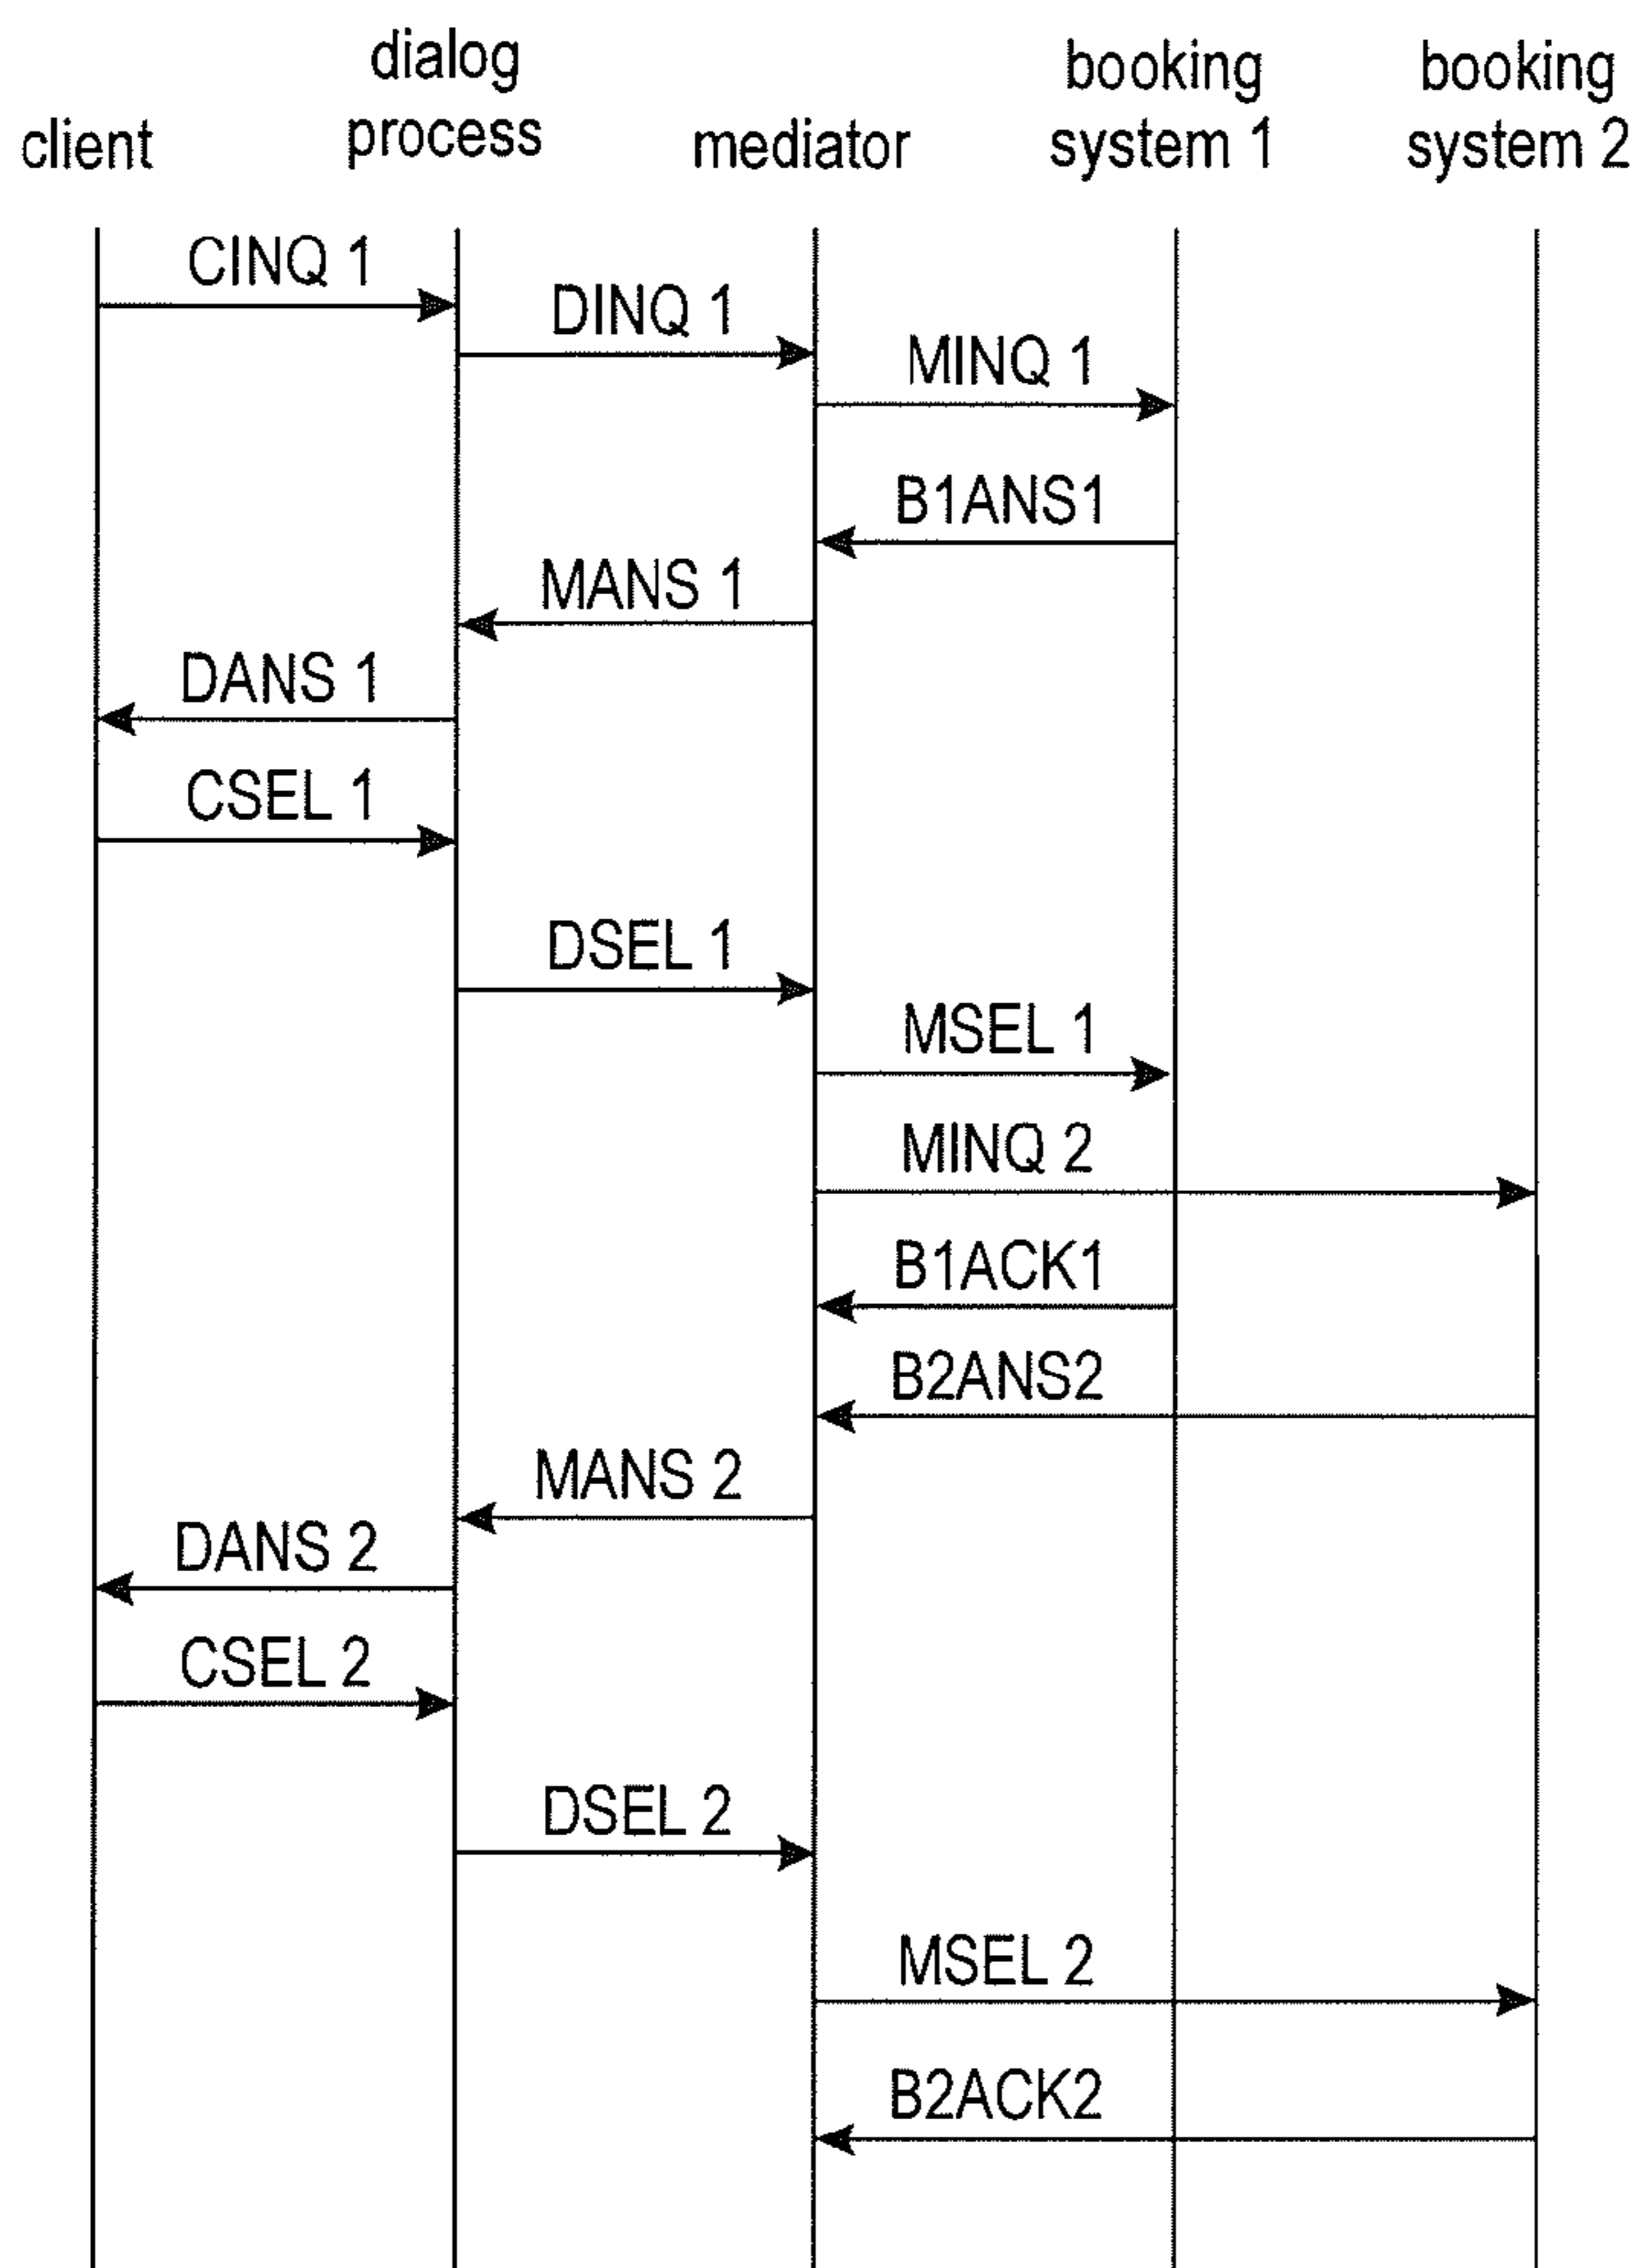 client
dialog
process
mediator
booking
system 1
booking
system 2
CINQ 1
DINQ 1
MINQ 1
B1ANS1
MANS 1
DANS 1
CSEL 1
DSEL 1
MSEL 1
MINQ 2
B1ACK1
B2ANS2
MANS 2
DANS 2
CSEL 2
DSEL 2
MSEL 2
B2ACK2